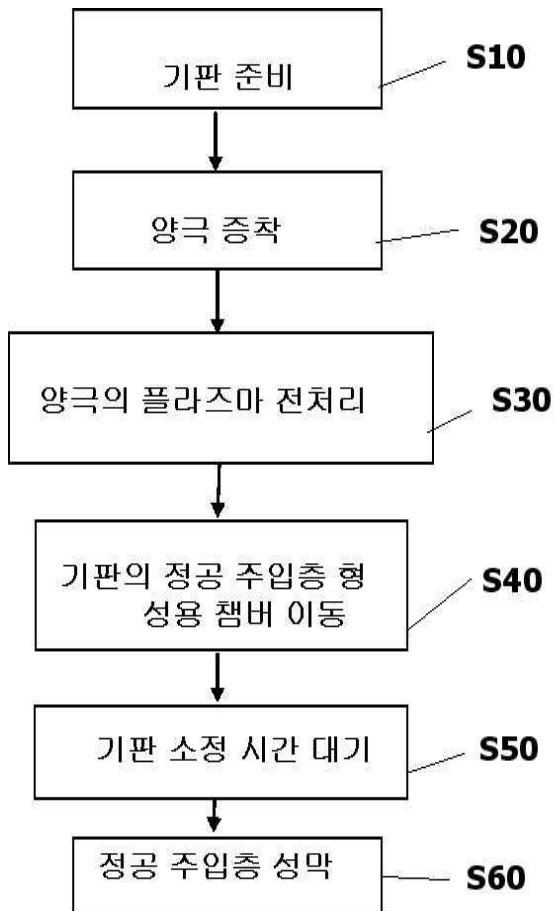 기판 준비
S10
양극 증착
S20
양극의 플라즈마 전처리
S30
기판의 정공 주입층 형
성용 챔버 이동
S40
기판 소정 시간 대기
S50
정공 주입층 성막
S60